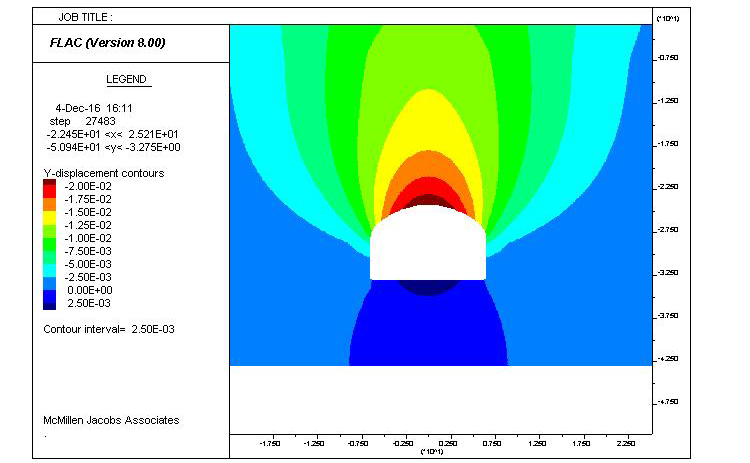 JOB TITLE :
FLAC (Version 8.00)
LEGEND
4-Dec-16 16:11
step 27483
-2.245E+01 <x< 2.521E+01
-5.094E+01 <y< -3.275E+00
Y-displacement contours
-2.00E-02
-1.75E-02
-1.50E-02
-1.25E-02
-1.00E-02
-7.50E-03
-5.00E-03
-2.50E-03
0.00E+00
2.50E-03
Contour interval= 2.50E-03
McMillen Jacobs Associates
(*10^1)
-0.750
-1.250
-1.750
-2.250
-2.750
-3.250
-3.750
-4.250
-4.750
-1.750 -1.250 -0.750 -0.250 0.250 0.750 1.250 1.750 2.250
(*10^1)